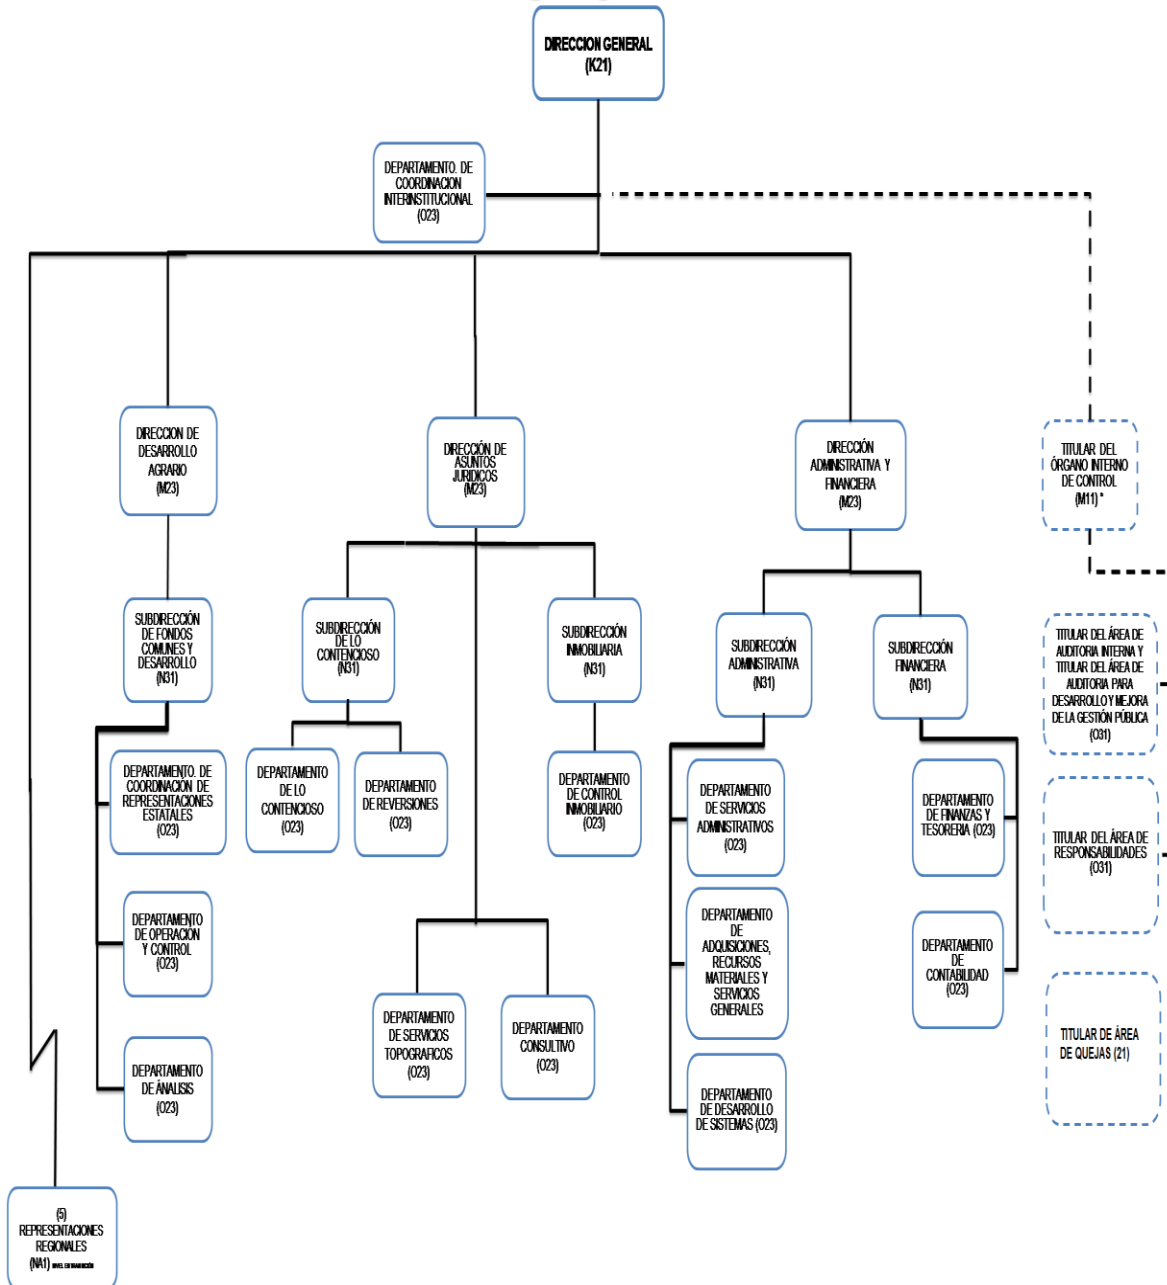 DIRECCION GENERAL
(K21)
DEPARTAMENTO. DE
COORDINACION
INTERINSTITUCIONAL
(O23)
DIRECCION DE
DESARROLLO
AGRARIO
(M23)
DIRECCIÓN DE
ASUNTOS
JURIDICOS
(M23)
DIRECCIÓN
ADMINISTRATIVA Y
FINANCIERA
(M23)
TITULAR DEL
ÓRGANO INTERNO
DE CONTROL
(M11) *
SUBDIRECCIÓN
DE FONDOS
COMUNES Y
DESARROLLO
(N31)
SUBDIRECCIÓN
DE LO
CONTENCIOSO
(N31)
SUBDIRECCIÓN
INMOBILIARIA
(N31)
SUBDIRECCIÓN
ADMINISTRATIVA
(N31)
SUBDIRECCIÓN
FINANCIERA
(N31)
TITULAR DEL ÁREA DE
AUDITORIA INTERNA Y
TITULAR DEL ÁREA DE
AUDITORIA PARA
DESARROLLO Y MEJORA
DE LA GESTIÓN PÚBLICA
(O31)
DEPARTAMENTO. DE
COORDINACIÓN DE
REPRESENTACIONES
ESTATALES
(O23)
DEPARTAMENTO
DE LO
CONTENCIOSO
(O23)
DEPARTAMENTO
DE REVERSIONES
(O23)
DEPARTAMENTO
DE CONTROL
INMOBILIARIO
(O23)
DEPARTAMENTO
DE SERVICIOS
ADMINISTRATIVOS
(O23)
DEPARTAMENTO
DE FINANZAS Y
TESORERIA (O23)
TITULAR DEL ÁREA DE
RESPONSABILIDADES
(O31)
DEPARTAMENTO
DE OPERACIÓN
Y CONTROL
(O23)
DEPARTAMENTO
DE
ADQUISICIONES,
RECURSOS
MATERIALES Y
SERVICIOS
GENERALES
DEPARTAMENTO
DE
CONTABILIDAD
(O23)
DEPARTAMENTO
DE SERVICIOS
TOPOGRAFICOS
(O23)
DEPARTAMENTO
CONSULTIVO
(O23)
TITULAR DE ÁREA
DE QUEJAS (21)
DEPARTAMENTO
DE ÁNALISIS
(O23)
DEPARTAMENTO
DE DESARROLLO
DE SISTEMAS (O23)
(5)
REPRESENTACIONES
REGIONALES
(NA1)